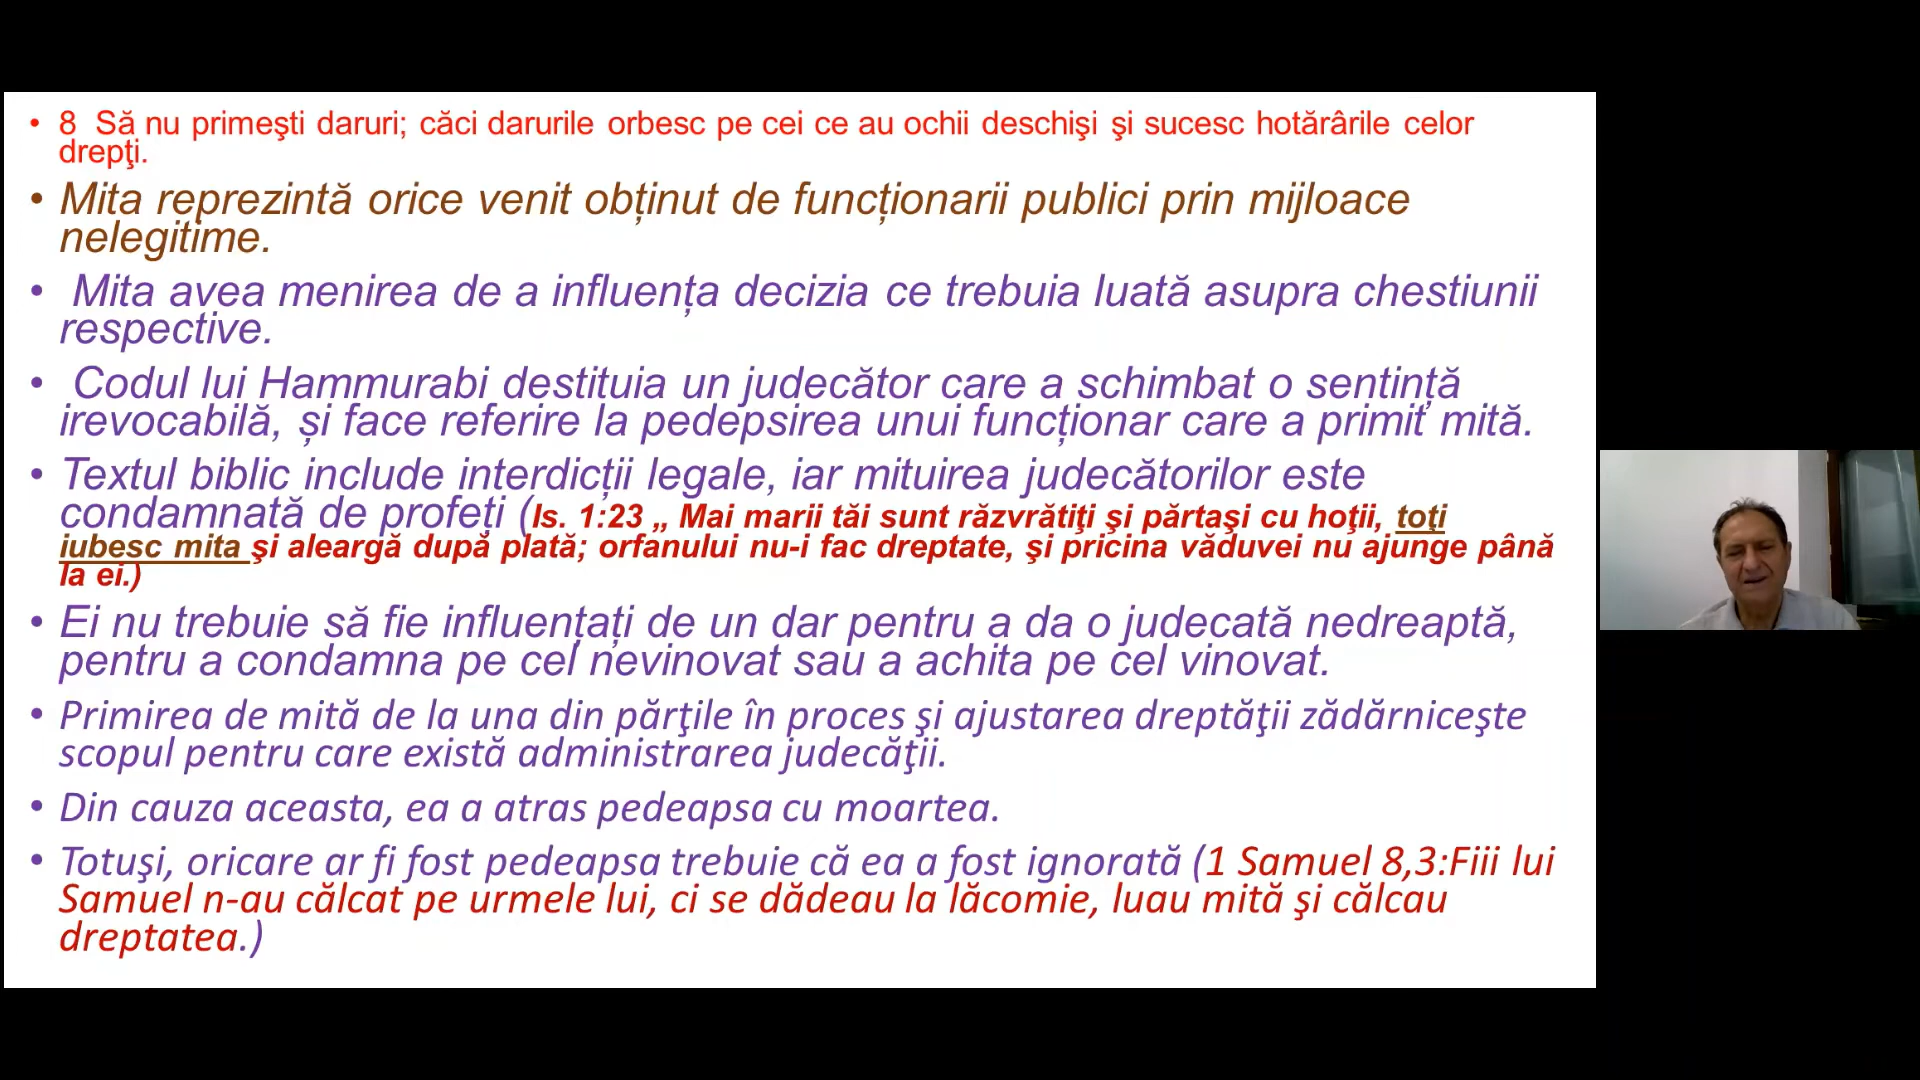 • 8 Să nu primeşti daruri; căci darurile orbesc pe cei ce au ochii deschişi şi sucesc hotărârile celor
drepţi.
• Mita reprezintă orice venit obținut de funcționarii publici prin mijloace
nelegitime.
• Mita avea menirea de a influența decizia ce trebuia luată asupra chestiunii
respective.
• Codul lui Hammurabi destituia un judecător care a schimbat o sentință
irevocabilă, și face referire la pedepsirea unui funcționar care a primit mită.
• Textul biblic include interdicții legale, iar mituirea judecătorilor este
condamnată de profeți (Is. 1:23 „ Mai marii tăi sunt răzvrătiţi şi părtaşi cu hoţii, toţi
iubesc mita şi aleargă după plată; orfanului nu-i fac dreptate, şi pricina văduvei nu ajunge până
la ei.)
• Ei nu trebuie să fie influențați de un dar pentru a da o judecată nedreaptă,
pentru a condamna pe cel nevinovat sau a achita pe cel vinovat.
• Primirea de mită de la una din părţile în proces şi ajustarea dreptăţii zădărniceşte
scopul pentru care există administrarea judecăţii.
• Din cauza aceasta, ea a atras pedeapsa cu moartea.
• Totuşi, oricare ar fi fost pedeapsa trebuie că ea a fost ignorată (1 Samuel 8,3:Fiii lui
Samuel n-au călcat pe urmele lui, ci se dădeau la lăcomie, luau mită şi călcau
dreptatea.)